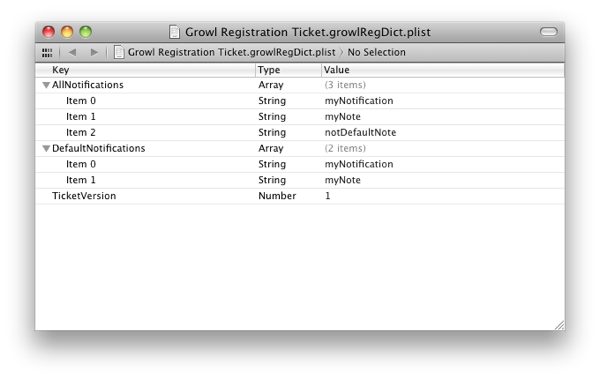 Growl Registration Ticket.growlRegDict.plist
Growl Registration Ticket.growlRegDict.plist 〉 No Selection
Key Type Value
AllNotifications Array (3 items)
Item 0 String myNotification
Item 1 String myNote
Item 2 String notDefaultNote
DefaultNotifications Array (2 items)
Item 0 String myNotification
Item 1 String myNote
TicketVersion Number 1